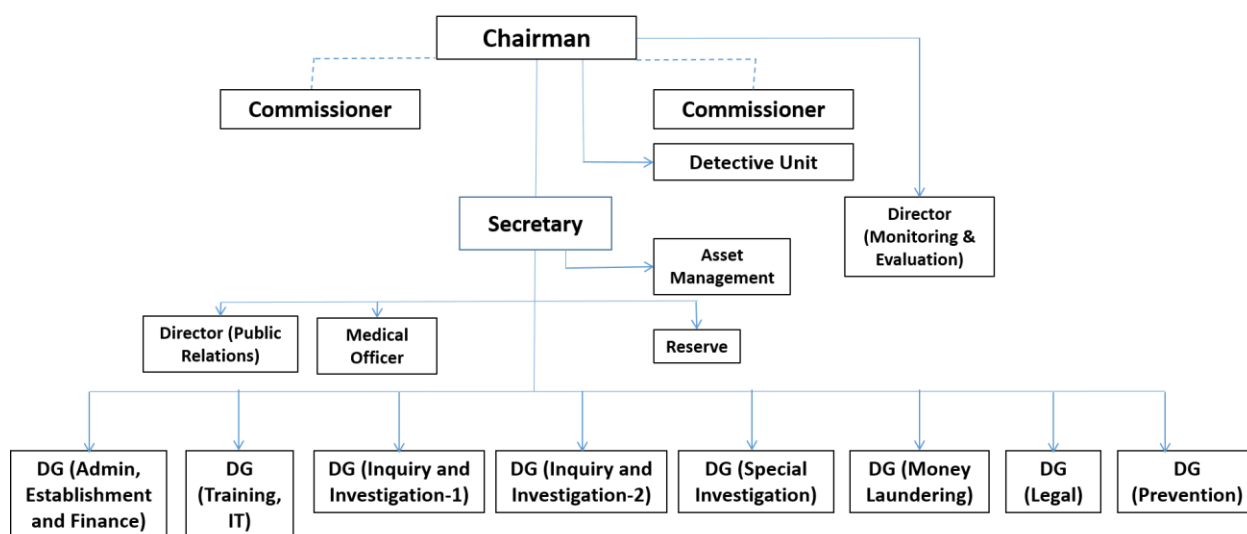 Chairman
Commissioner
Commissioner
Detective Unit
Secretary
Director
(Monitoring &
Evaluation)
Asset
Management
Director (Public
Relations)
Medical
Officer
Reserve
DG (Admin,
Establishment
and Finance)
DG
(Training,
IT)
DG (Inquiry and
Investigation-1)
DG (Inquiry and
Investigation-2)
DG (Special
Investigation)
DG (Money
Laundering)
DG
(Legal)
DG
(Prevention)